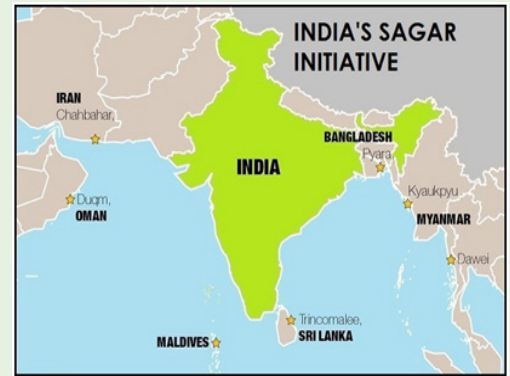 INDIA'S SAGAR
INITIATIVE
IRAN
Chahbahar,
BANGLADESH
Pyara
INDIA
Kyaukpyu
MYANMAR
Duqm,
OMAN
Dawei
Trincomalee,
SRI LANKA
MALDIVES